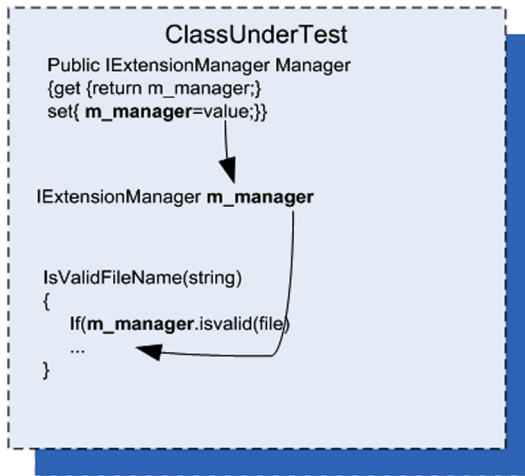 ClassUnderTest
Public IExtensionManager Manager
{get {return m_manager;}
set{ m_manager=value;}}
IExtensionManager m_manager
IsValidFileName(string)
{
If(m_manager.isvalid(file)
...
}